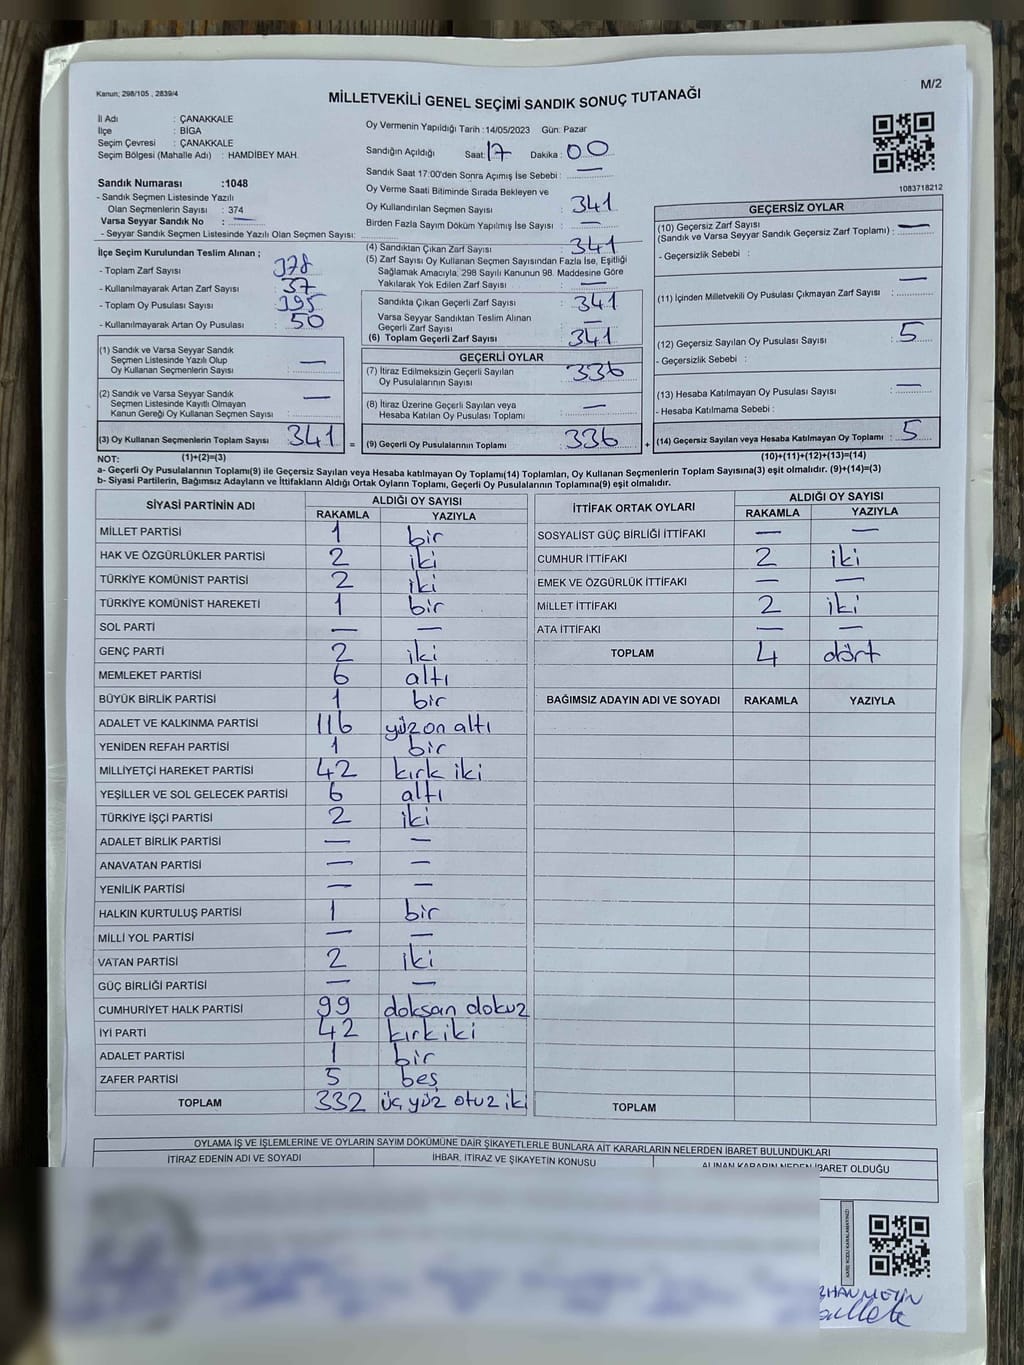 Kanun; 298/105 , 2839/4
M/2
MİLLETVEKİLİ GENEL SEÇİMİ SANDIK SONUÇ TUTANAĞI
İl Adı : ÇANAKKALE
İlçe : BİGA
Seçim Çevresi : ÇANAKKALE
Seçim Bölgesi (Mahalle Adı) : HAMDİBEY MAH.
Sandık Numarası :1048
- Sandık Seçmen Listesinde Yazılı
Olan Seçmenlerin Sayısı : 374
Varsa Seyyar Sandık No : —
- Seyyar Sandık Seçmen Listesinde Yazılı Olan Seçmen Sayısı:
Oy Vermenin Yapıldığı Tarih :14/05/2023 Gün: Pazar
Sandığın Açıldığı Saat: 17 Dakika : 00
Sandık Saat 17:00'den Sonra Açımış İse Sebebi : —
Oy Verme Saati Bitiminde Sırada Bekleyen ve
Oy Kullandırılan Seçmen Sayısı 341
Birden Fazla Sayım Döküm Yapılmış İse Sayısı : —
1083718212
İlçe Seçim Kurulundan Teslim Alınan ;
- Toplam Zarf Sayısı 378
- Kullanılmayarak Artan Zarf Sayısı : 37
- Toplam Oy Pusulası Sayısı : 395
- Kullanılmayarak Artan Oy Pusulası : 50
(1) Sandık ve Varsa Seyyar Sandık
Seçmen Listesinde Yazılı Olup
Oy Kullanan Seçmenlerin Sayısı : —
(2) Sandık ve Varsa Seyyar Sandık
Seçmen Listesinde Kayıtlı Olmayan
Kanun Gereği Oy Kullanan Seçmen Sayısı : —
(3) Oy Kullanan Seçmenlerin Toplam Sayısı 341 =
(4) Sandıktan Çıkan Zarf Sayısı : 341
(5) Zarf Sayısı Oy Kullanan Seçmen Sayısından Fazla İse, Eşitliği
Sağlamak Amacıyla, 298 Sayılı Kanunun 98. Maddesine Göre
Yakılarak Yok Edilen Zarf Sayısı : —
Sandıkta Çıkan Geçerli Zarf Sayısı : 341
Varsa Seyyar Sandıktan Teslim Alınan
Geçerli Zarf Sayısı : —
(6) Toplam Geçerli Zarf Sayısı : 341
GEÇERLİ OYLAR
(7) İtiraz Edilmeksizin Geçerli Sayılan
Oy Pusulalarının Sayısı : 336
(8) İtiraz Üzerine Geçerli Sayılan veya
Hesaba Katılan Oy Pusulası Toplamı : —
(9) Geçerli Oy Pusulalarının Toplamı : 336 +
GEÇERSİZ OYLAR
(10) Geçersiz Zarf Sayısı
(Sandık ve Varsa Seyyar Sandık Geçersiz Zarf Toplamı) : —
- Geçersizlik Sebebi :
(11) İçinden Milletvekili Oy Pusulası Çıkmayan Zarf Sayısı : —
(12) Geçersiz Sayılan Oy Pusulası Sayısı : 5
- Geçersizlik Sebebi :
(13) Hesaba Katılmayan Oy Pusulası Sayısı : —
- Hesaba Katılmama Sebebi :
(14) Geçersiz Sayılan veya Hesaba Katılmayan Oy Toplamı : 5
NOT: (1)+(2)=(3) (10)+(11)+(12)+(13)=(14)
a- Geçerli Oy Pusulalarının Toplamı(9) ile Geçersiz Sayılan veya Hesaba katılmayan Oy Toplamı(14) Toplamları, Oy Kullanan Seçmenlerin Toplam Sayısına(3) eşit olmalıdır. (9)+(14)=(3)
b- Siyasi Partilerin, Bağımsız Adayların ve İttifakların Aldığı Ortak Oyların Toplamı, Geçerli Oy Pusulalarının Toplamına(9) eşit olmalıdır.
SİYASİ PARTİNİN ADI ALDIĞI OY SAYISI
RAKAMLA YAZIYLA
MİLLET PARTİSİ 1 bir
HAK VE ÖZGÜRLÜKLER PARTİSİ 2 iki
TÜRKİYE KOMÜNİST PARTİSİ 2 iki
TÜRKİYE KOMÜNİST HAREKETİ 1 bir
SOL PARTİ — —
GENÇ PARTİ 2 iki
MEMLEKET PARTİSİ 6 altı
BÜYÜK BİRLİK PARTİSİ 1 bir
ADALET VE KALKINMA PARTİSİ 116 yüz on altı
YENİDEN REFAH PARTİSİ 1 bir
MİLLİYETÇİ HAREKET PARTİSİ 42 kırk iki
YEŞİLLER VE SOL GELECEK PARTİSİ 6 altı
TÜRKİYE İŞÇİ PARTİSİ 2 iki
ADALET BİRLİK PARTİSİ — —
ANAVATAN PARTİSİ — —
YENİLİK PARTİSİ — —
HALKIN KURTULUŞ PARTİSİ 1 bir
MİLLİ YOL PARTİSİ — —
VATAN PARTİSİ 2 iki
GÜÇ BİRLİĞİ PARTİSİ — —
CUMHURİYET HALK PARTİSİ 99 doksan dokuz
İYİ PARTİ 42 kırk iki
ADALET PARTİSİ 1 bir
ZAFER PARTİSİ 5 beş
TOPLAM 332 üç yüz otuz iki
İTTİFAK ORTAK OYLARI ALDIĞI OY SAYISI
RAKAMLA YAZIYLA
SOSYALİST GÜÇ BİRLİĞİ İTTİFAKI — —
CUMHUR İTTİFAKI 2 iki
EMEK VE ÖZGÜRLÜK İTTİFAKI — —
MİLLET İTTİFAKI 2 iki
ATA İTTİFAKI — —
TOPLAM 4 dört
BAĞIMSIZ ADAYIN ADI VE SOYADI RAKAMLA YAZIYLA
TOPLAM
OYLAMA İŞ VE İŞLEMLERİNE VE OYLARIN SAYIM DÖKÜMÜNE DAİR ŞİKAYETLERLE BUNLARA AİT KARARLARIN NELERDEN İBARET BULUNDUKLARI
İTİRAZ EDENİN ADI VE SOYADI İHBAR, İTİRAZ VE ŞİKAYETİN KONUSU ALINAN KARARIN NEDEN İBARET OLDUĞU